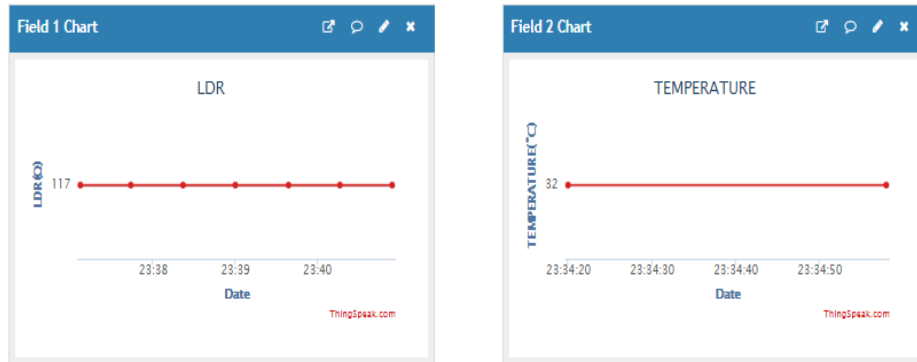 Field 1 Chart
LDR
LDR(Ω)
117
23:38 23:39 23:40
Date
ThingSpeak.com
Field 2 Chart
TEMPERATURE
TEMPERATURE(°C)
32
23:34:20 23:34:30 23:34:40 23:34:50
Date
ThingSpeak.com